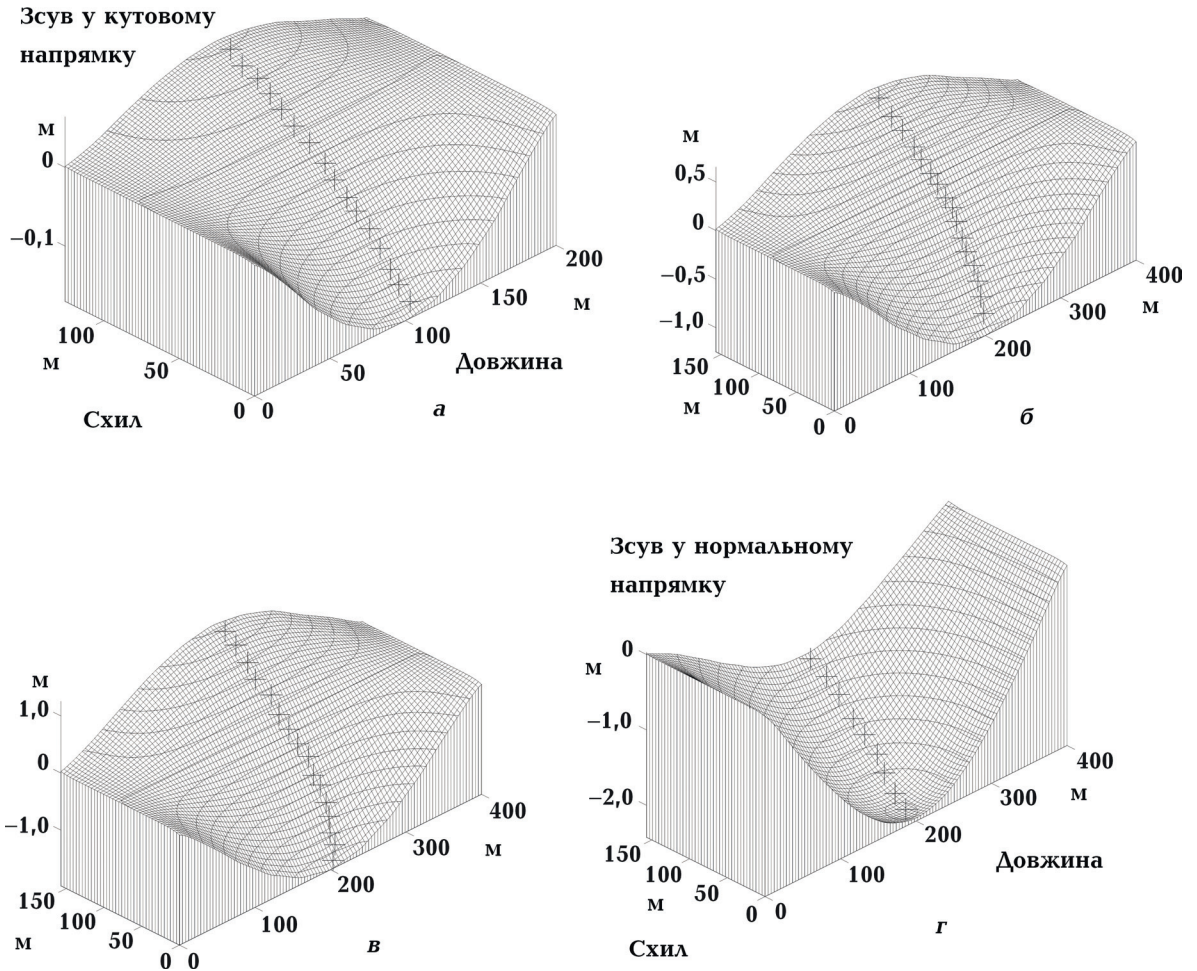 Зсув у кутовому
напрямку
м
0
–0,1
100
50
0
м
Схил
0
50
100
150
200
м
Довжина
а
м
0,5
0
–0,5
–1,0
150
100
50
0
м
0
100
200
300
400
м
б
м
1,0
0
–1,0
150
100
50
0
м
0
100
200
300
400
м
в
Зсув у нормальному
напрямку
0
м
–1,0
–2,0
150
100
50
0
м
Схил
0
100
200
300
400
м
Довжина
г